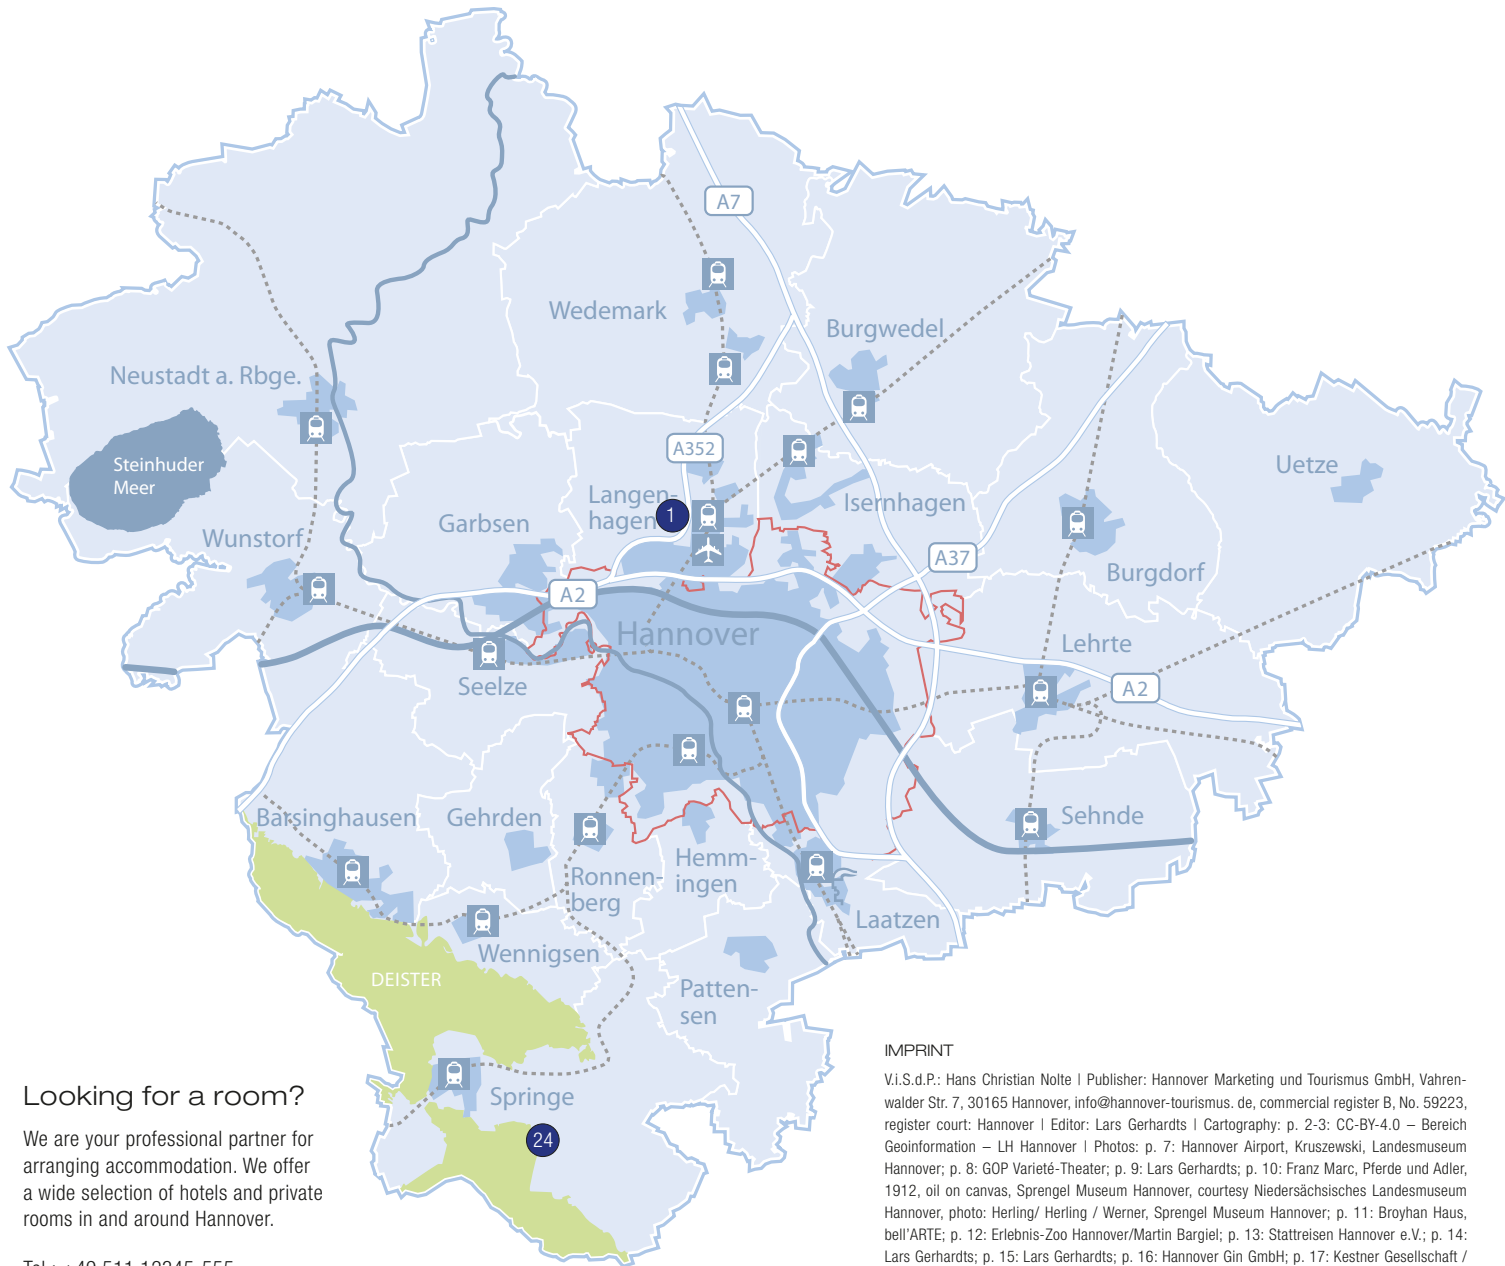 A7
Wedemark
Burgwedel
Neustadt a. Rbge.
A352
Steinhuder
Meer
Uetze
Langen-
hagen
1
Isernhagen
Garbsen
Wunstorf
A37
Burgdorf
A2
Hannover
Lehrte
Seelze
A2
Barsinghausen
Gehrden
Sehnde
Hemm-
ingen
Ronnen-
berg
Laatzen
Wennigsen
DEISTER
Patten-
sen
Springe
24
Looking for a room?
We are your professional partner for
arranging accommodation. We offer
a wide selection of hotels and private
rooms in and around Hannover.
IMPRINT
V.i.S.d.P.: Hans Christian Nolte | Publisher: Hannover Marketing und Tourismus GmbH, Vahren-
walder Str. 7, 30165 Hannover, info@hannover-tourismus. de, commercial register B, No. 59223,
register court: Hannover | Editor: Lars Gerhardts | Cartography: p. 2-3: CC-BY-4.0 – Bereich
Geoinformation – LH Hannover | Photos: p. 7: Hannover Airport, Kruszewski, Landesmuseum
Hannover; p. 8: GOP Varieté-Theater; p. 9: Lars Gerhardts; p. 10: Franz Marc, Pferde und Adler,
1912, oil on canvas, Sprengel Museum Hannover, courtesy Niedersächsisches Landesmuseum
Hannover, photo: Herling/ Herling / Werner, Sprengel Museum Hannover; p. 11: Broyhan Haus,
bell'ARTE; p. 12: Erlebnis-Zoo Hannover/Martin Bargiel; p. 13: Stattreisen Hannover e.V.; p. 14:
Lars Gerhardts; p. 15: Lars Gerhardts; p. 16: Hannover Gin GmbH; p. 17: Kestner Gesellschaft /